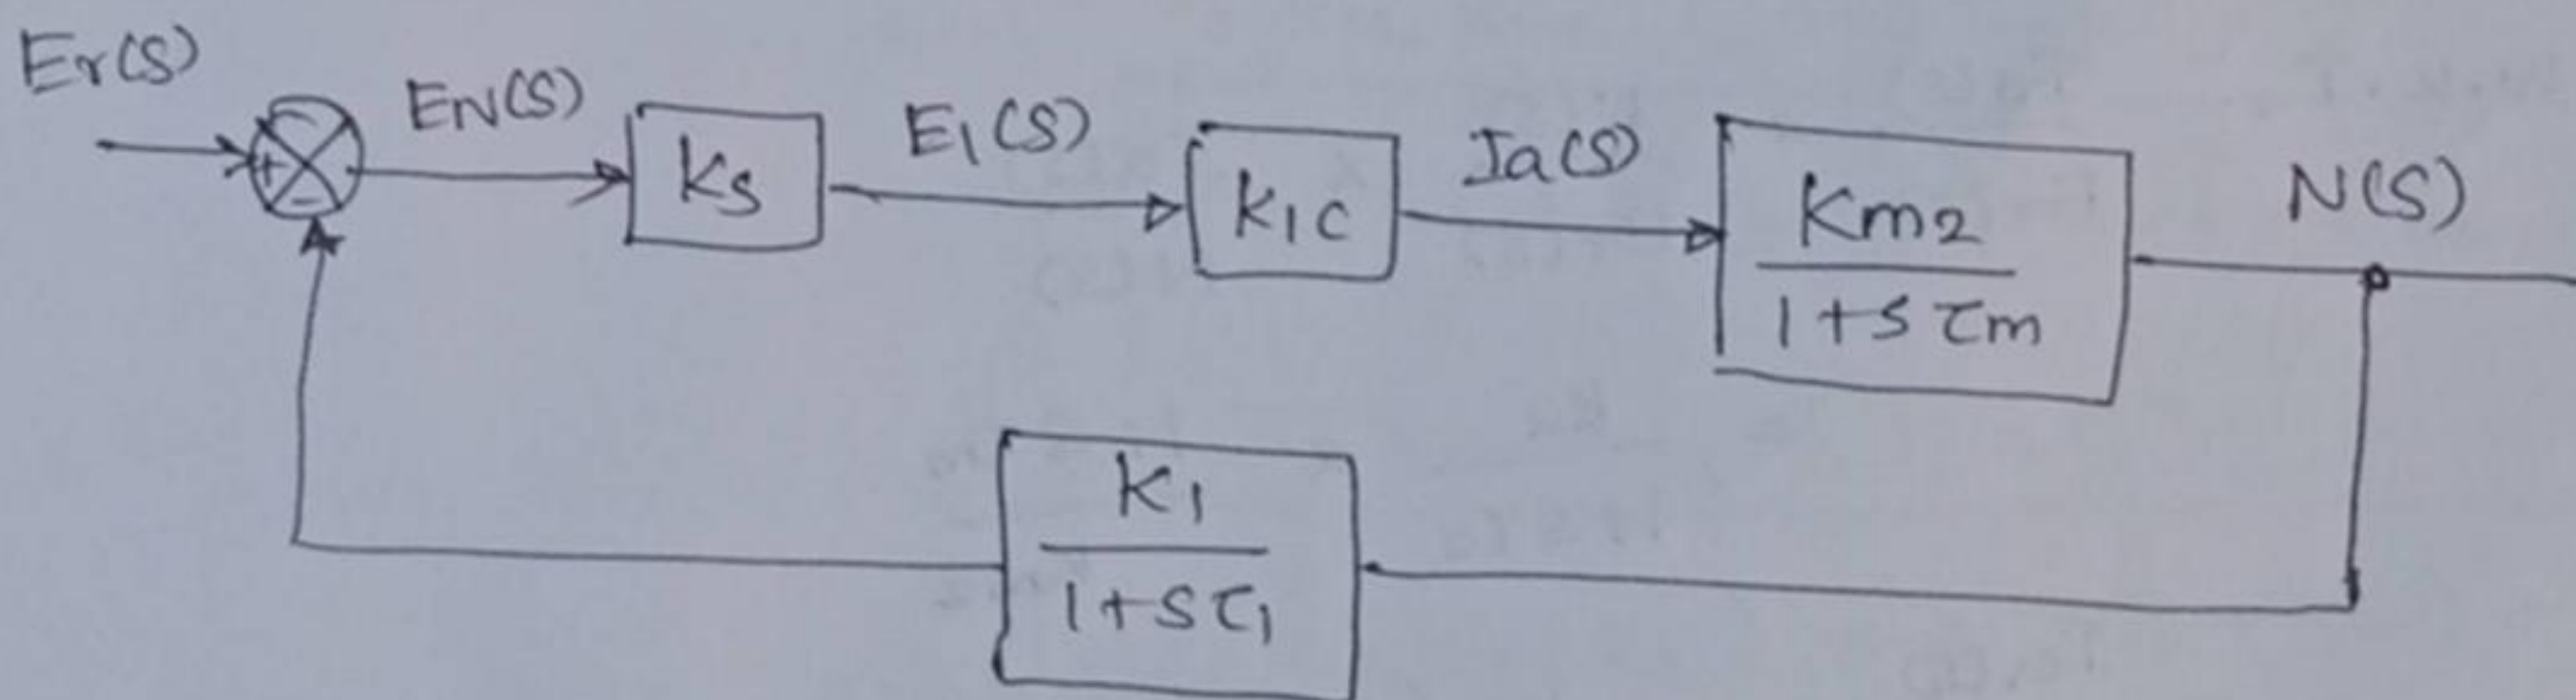 Er(S)
+
-
EN(S)
Ks
E1(S)
K1C
Ia(S)
Km2
1+sτm
N(S)
K1
1+Sτ1